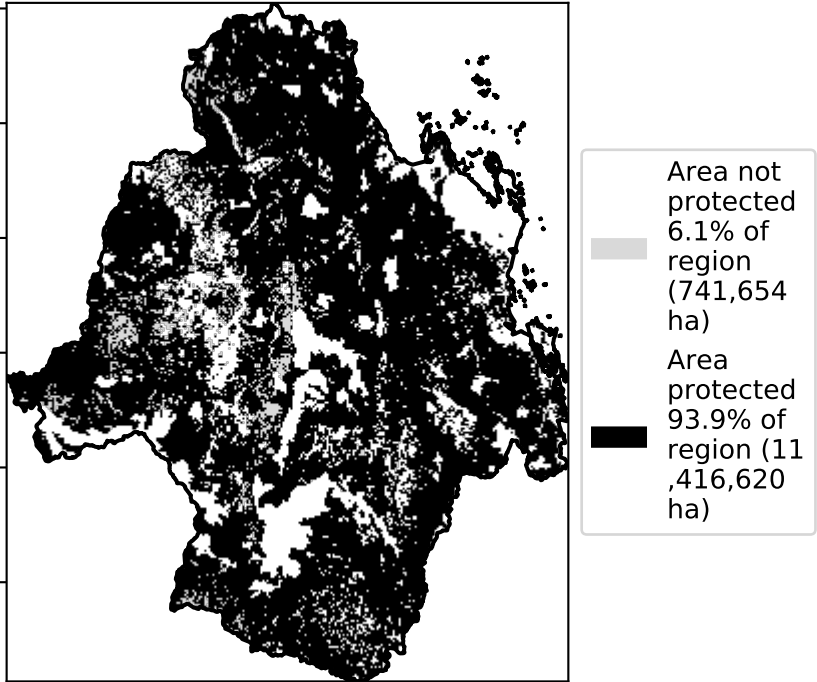 Area not
protected
6.1% of
region
(741,654
ha)
Area
protected
93.9% of
region (11
,416,620
ha)